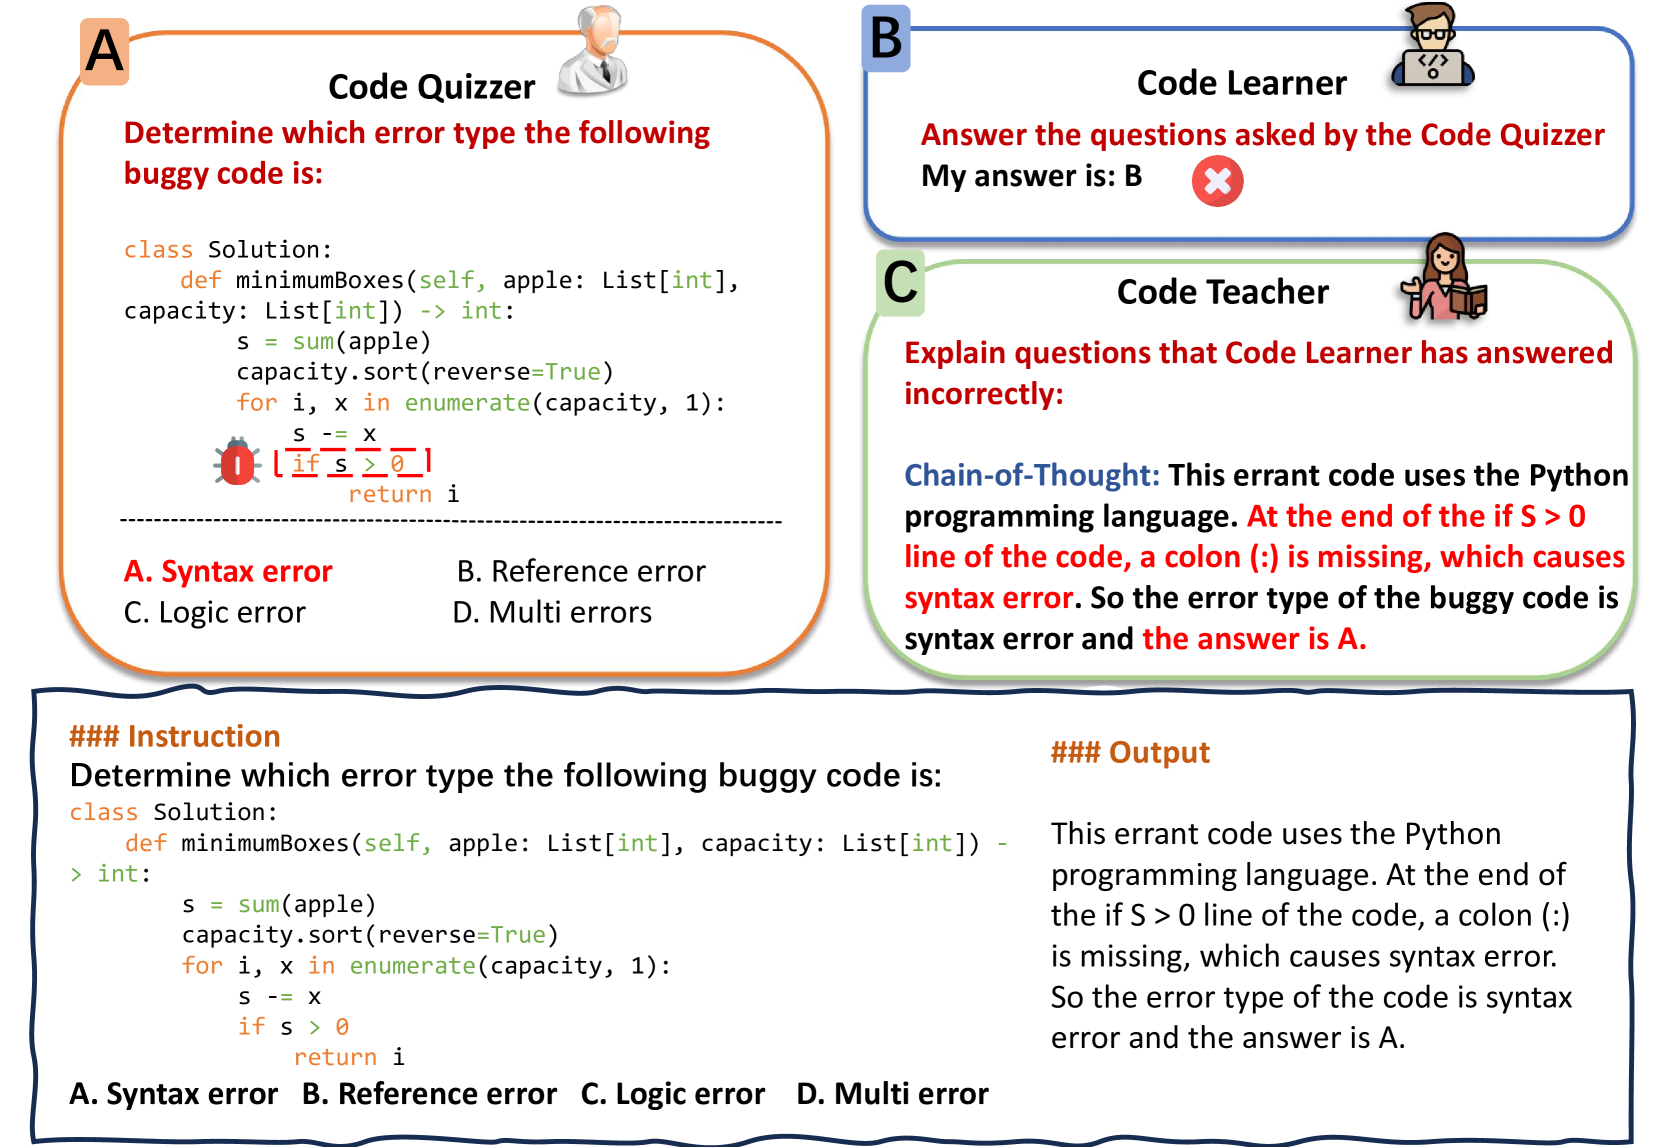 A
Code Quizzer
Determine which error type the following
buggy code is:
class Solution:
    def minimumBoxes(self, apple: List[int],
capacity: List[int]) -> int:
        s = sum(apple)
        capacity.sort(reverse=True)
        for i, x in enumerate(capacity, 1):
            s -= x
            if s > 0
                return i
A. Syntax error B. Reference error
C. Logic error D. Multi errors
B
Code Learner
Answer the questions asked by the Code Quizzer
My answer is: B
C
Code Teacher
Explain questions that Code Learner has answered
incorrectly:
Chain-of-Thought: This errant code uses the Python
programming language. At the end of the if S > 0
line of the code, a colon (:) is missing, which causes
syntax error. So the error type of the buggy code is
syntax error and the answer is A.
### Instruction
Determine which error type the following buggy code is:
class Solution:
    def minimumBoxes(self, apple: List[int], capacity: List[int]) -
> int:
        s = sum(apple)
        capacity.sort(reverse=True)
        for i, x in enumerate(capacity, 1):
            s -= x
            if s > 0
                return i
A. Syntax error B. Reference error C. Logic error D. Multi error
### Output
This errant code uses the Python
programming language. At the end of
the if S > 0 line of the code, a colon (:)
is missing, which causes syntax error.
So the error type of the code is syntax
error and the answer is A.